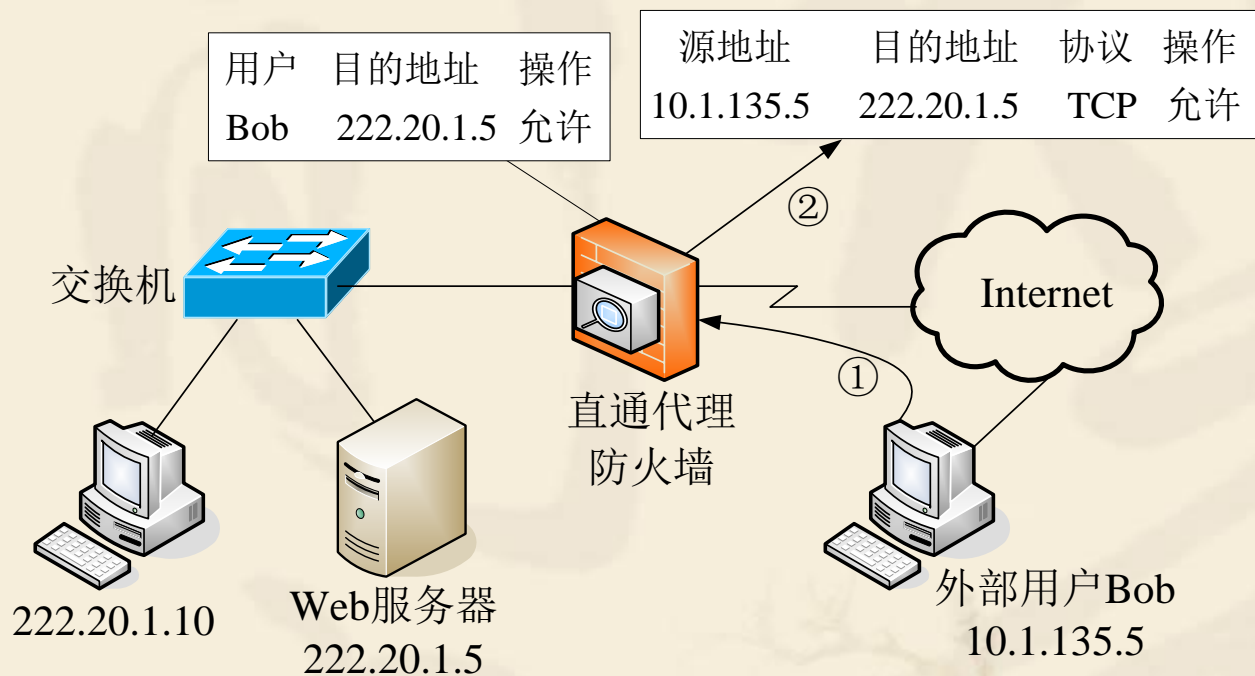 用户 目的地址 操作
Bob 222.20.1.5 允许
源地址 目的地址 协议 操作
10.1.135.5 222.20.1.5 TCP 允许
②
交换机
Internet
①
直通代理
防火墙
222.20.1.10
Web服务器
222.20.1.5
外部用户Bob
10.1.135.5